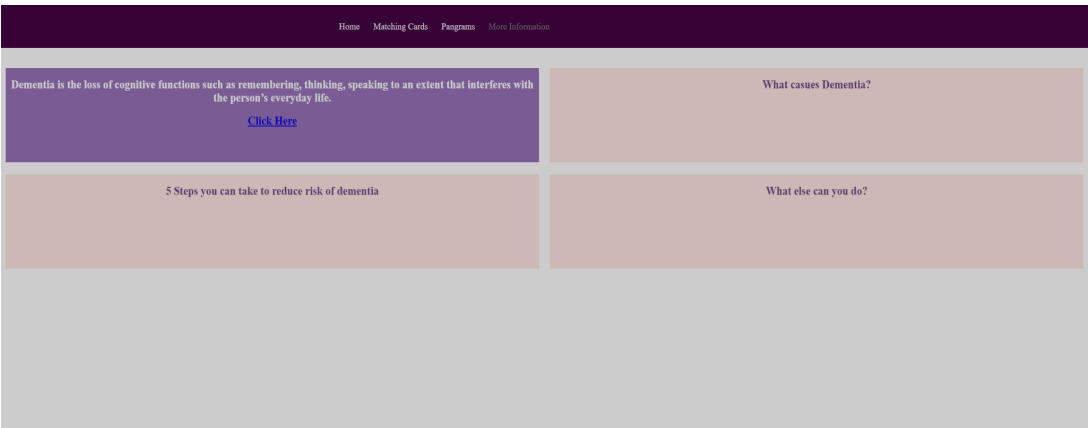 Home Matching Cards Pangrams More Information
Dementia is the loss of cognitive functions such as remembering, thinking, speaking to an extent that interferes with
the person's everyday life.
Click Here
What casues Dementia?
5 Steps you can take to reduce risk of dementia
What else can you do?